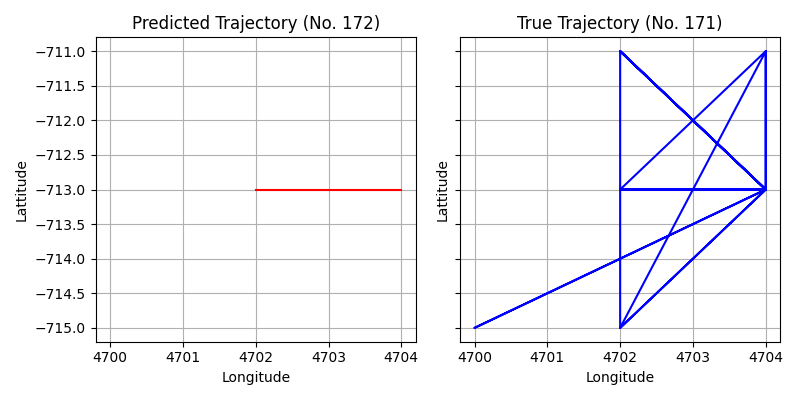 Predicted Trajectory (No. 172)
True Trajectory (No. 171)
Lattitude
−711.0
−711.5
−712.0
−712.5
−713.0
−713.5
−714.0
−714.5
−715.0
4700 4701 4702 4703 4704
Longitude
Lattitude
4700 4701 4702 4703 4704
Longitude